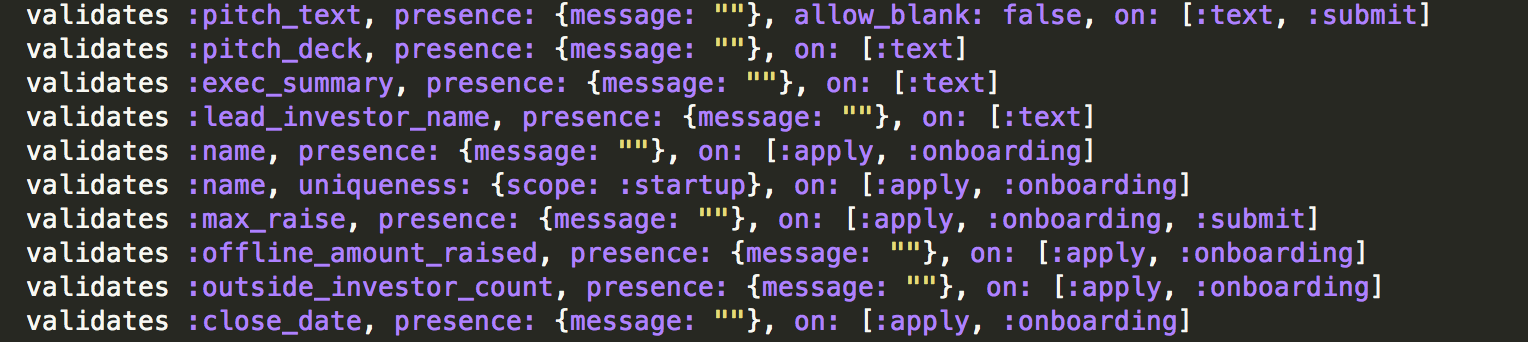 validates :pitch_text, presence: {message: ""}, allow_blank: false, on: [:text, :submit]
validates :pitch_deck, presence: {message: ""}, on: [:text]
validates :exec_summary, presence: {message: ""}, on: [:text]
validates :lead_investor_name, presence: {message: ""}, on: [:text]
validates :name, presence: {message: ""}, on: [:apply, :onboarding]
validates :name, uniqueness: {scope: :startup}, on: [:apply, :onboarding]
validates :max_raise, presence: {message: ""}, on: [:apply, :onboarding, :submit]
validates :offline_amount_raised, presence: {message: ""}, on: [:apply, :onboarding]
validates :outside_investor_count, presence: {message: ""}, on: [:apply, :onboarding]
validates :close_date, presence: {message: ""}, on: [:apply, :onboarding]